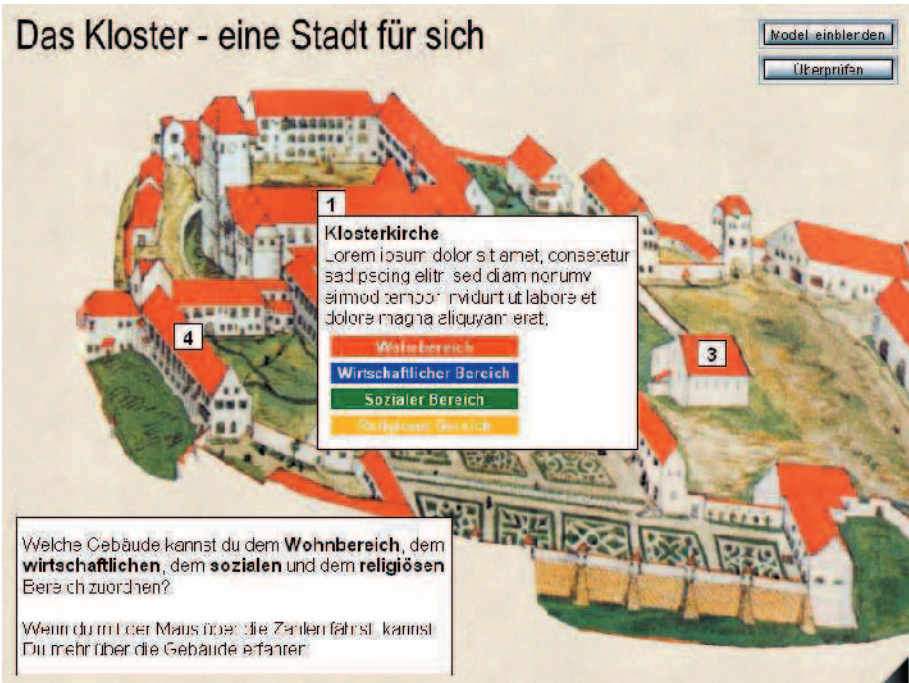 Das Kloster - eine Stadt für sich
Model einblenden
Überprüfen
1
Klosterkirche
Lorem ipsum dolor sit amet, consetetur
sadipscing elitr, sed diam nonumy
eirmod tempor invidunt ut labore et
dolore magna aliquyam erat,
Wohnbereich
Wirtschaftlicher Bereich
Sozialer Bereich
Religiöser Bereich
4
3
Welche Gebäude kannst du dem Wohnbereich, dem
wirtschaftlichen, dem sozialen und dem religiösen
Bereich zuordnen?
Wenn du mit der Maus über die Zahlen fährst, kannst
Du mehr über die Gebäude erfahren